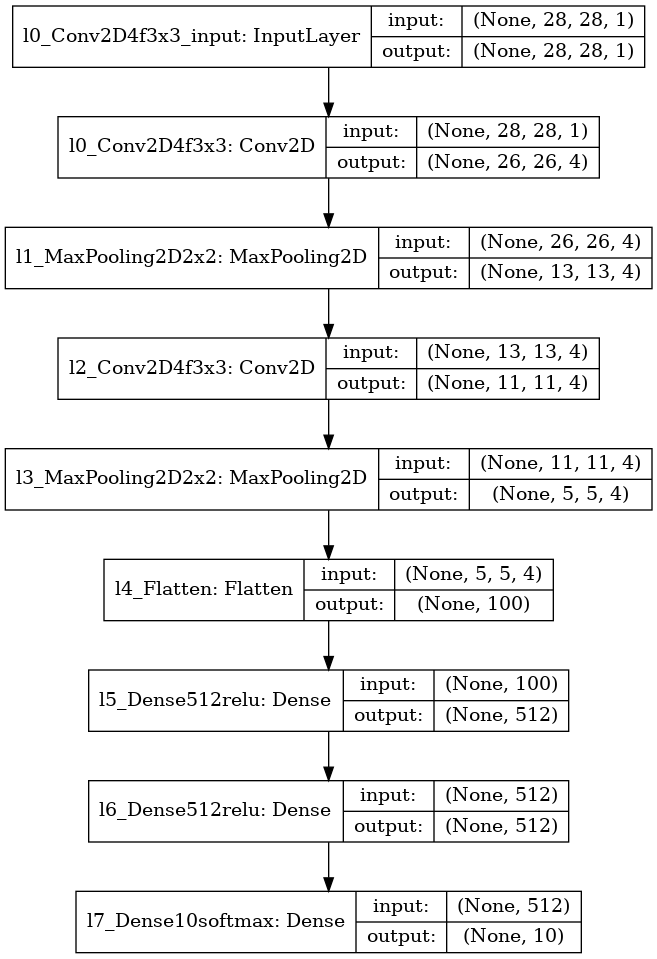 l0_Conv2D4f3x3_input: InputLayer
input: (None, 28, 28, 1)
output: (None, 28, 28, 1)
l0_Conv2D4f3x3: Conv2D
input: (None, 28, 28, 1)
output: (None, 26, 26, 4)
l1_MaxPooling2D2x2: MaxPooling2D
input: (None, 26, 26, 4)
output: (None, 13, 13, 4)
l2_Conv2D4f3x3: Conv2D
input: (None, 13, 13, 4)
output: (None, 11, 11, 4)
l3_MaxPooling2D2x2: MaxPooling2D
input: (None, 11, 11, 4)
output: (None, 5, 5, 4)
l4_Flatten: Flatten
input: (None, 5, 5, 4)
output: (None, 100)
l5_Dense512relu: Dense
input: (None, 100)
output: (None, 512)
l6_Dense512relu: Dense
input: (None, 512)
output: (None, 512)
l7_Dense10softmax: Dense
input: (None, 512)
output: (None, 10)